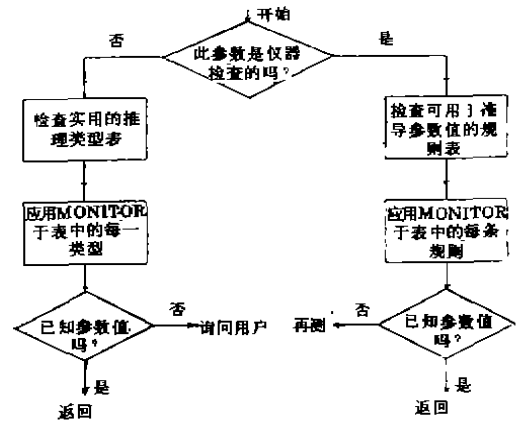 开始
否
此参数是仪器
检查的吗？
是
检查实用的推
理类型表
检查可用于推
导参数值的规
则表
应用MONITOR
于表中的每一
类型
应用MONITOR
于表中的每条
规则
已知参数值
吗？
否
询问用户
再测
否
已知参数值
吗？
是
返回
是
返回